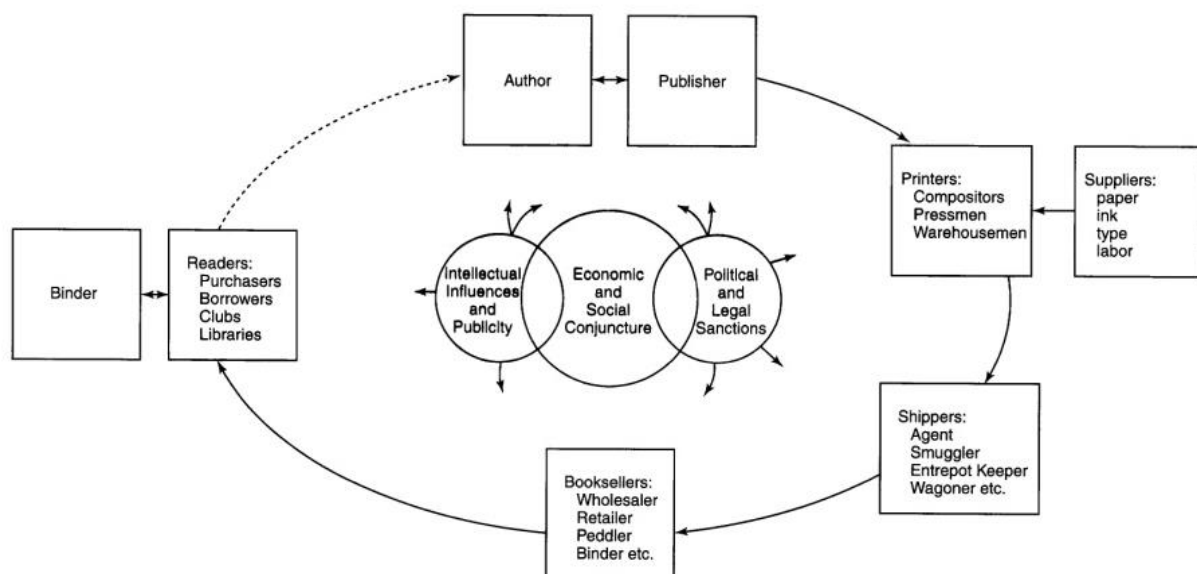 Author
Publisher
Printers:
Compositors
Pressmen
Warehousemen
Suppliers:
paper
ink
type
labor
Binder
Readers:
Purchasers
Borrowers
Clubs
Libraries
Intellectual
Influences
and
Publicity
Economic
and
Social
Conjuncture
Political
and
Legal
Sanctions
Shippers:
Agent
Smuggler
Entrepot Keeper
Wagoner etc.
Booksellers:
Wholesaler
Retailer
Peddler
Binder etc.